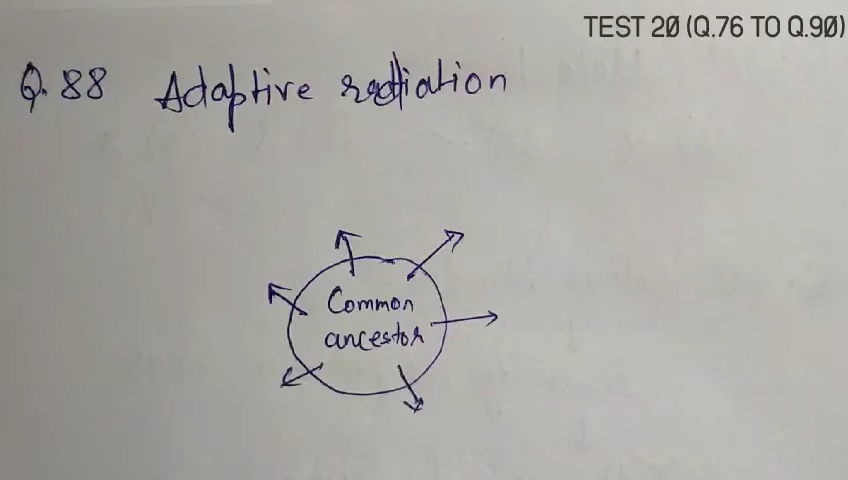 TEST 20 (Q.76 TO Q.90)
Q.88 Adaptive radiation
Common
ancestor